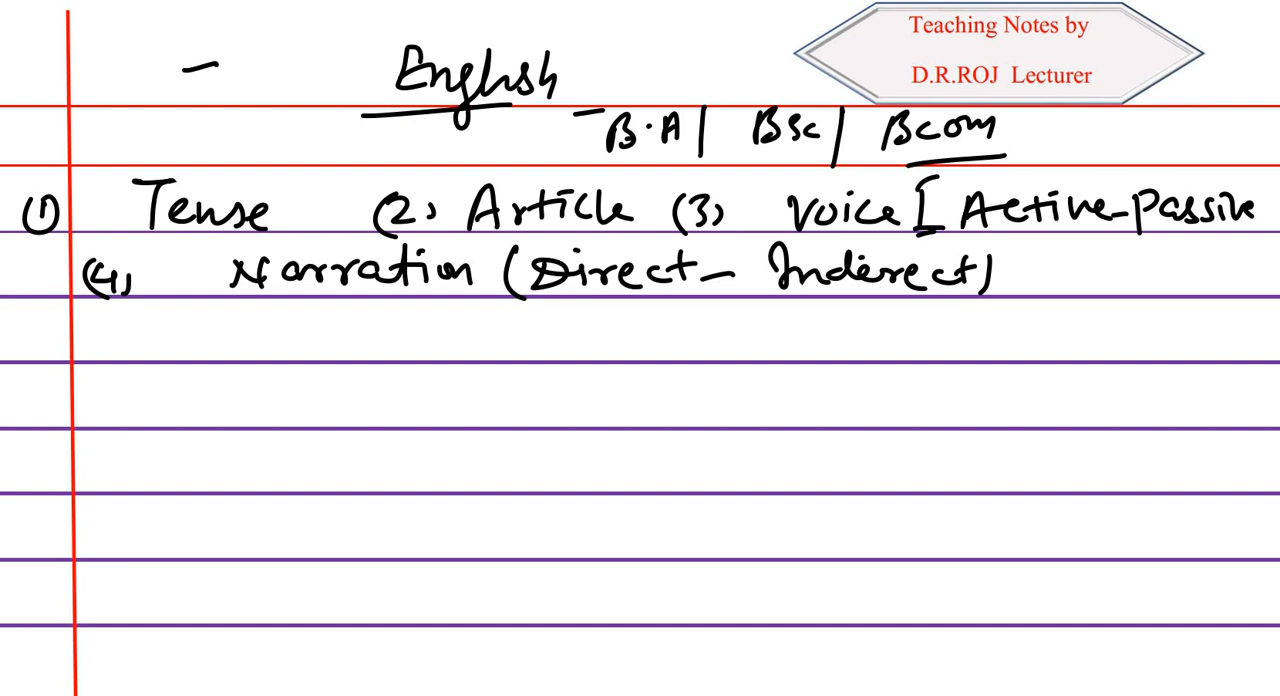 Teaching Notes by
D.R.ROJ Lecturer
- English
- B.A | BSc | Bcom
(1) Tense (2) Article (3) Voice [Active-Passive
(4) Narration (Direct - Inderect)